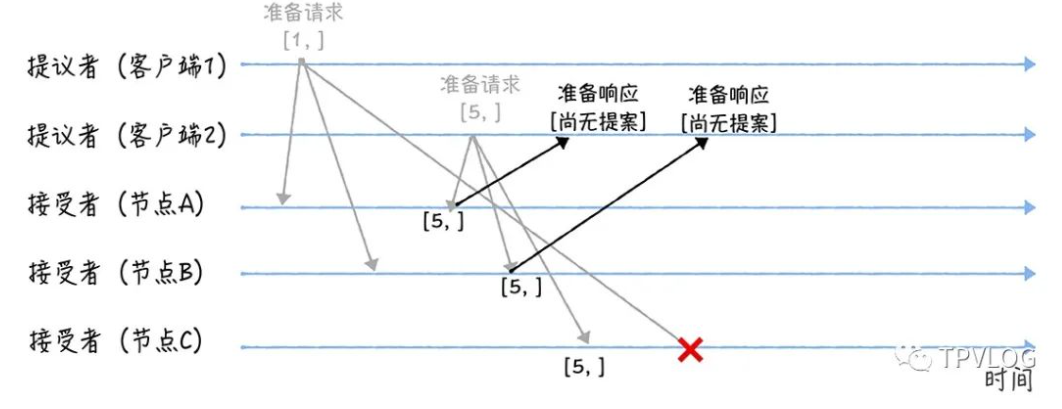 准备请求
[1, ]
提议者（客户端1）
准备请求
[5, ]
准备响应
[尚无提案]
准备响应
[尚无提案]
提议者（客户端2）
接受者（节点A）
[5, ]
接受者（节点B）
[5, ]
接受者（节点C）
[5, ]
TPVLOG
时间